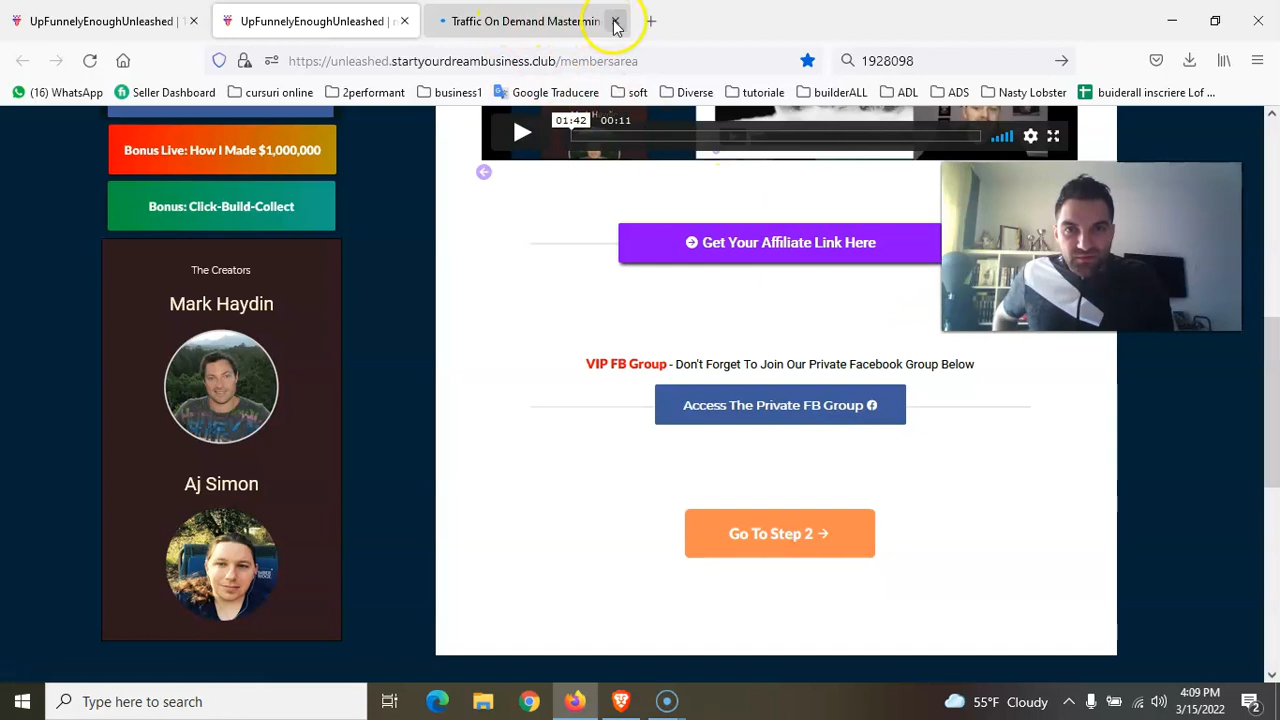 UpFunnelyEnoughUnleashed |
UpFunnelyEnoughUnleashed |
Traffic On Demand Mastermin
https://unleashed.startyourdreambusiness.club/membersarea
1928098
(16) WhatsApp
Seller Dashboard
cursuri online
2performant
business1
Google Traducere
soft
Diverse
tutoriale
builderALL
ADL
ADS
Nasty Lobster
buiderall inscriere Lof ...
01:42
00:11
Bonus Live: How I Made $1,000,000
Bonus: Click-Build-Collect
Get Your Affiliate Link Here
The Creators
Mark Haydin
VIP FB Group - Don't Forget To Join Our Private Facebook Group Below
Access The Private FB Group
Aj Simon
Go To Step 2
Type here to search
55°F Cloudy
4:09 PM
3/15/2022
2